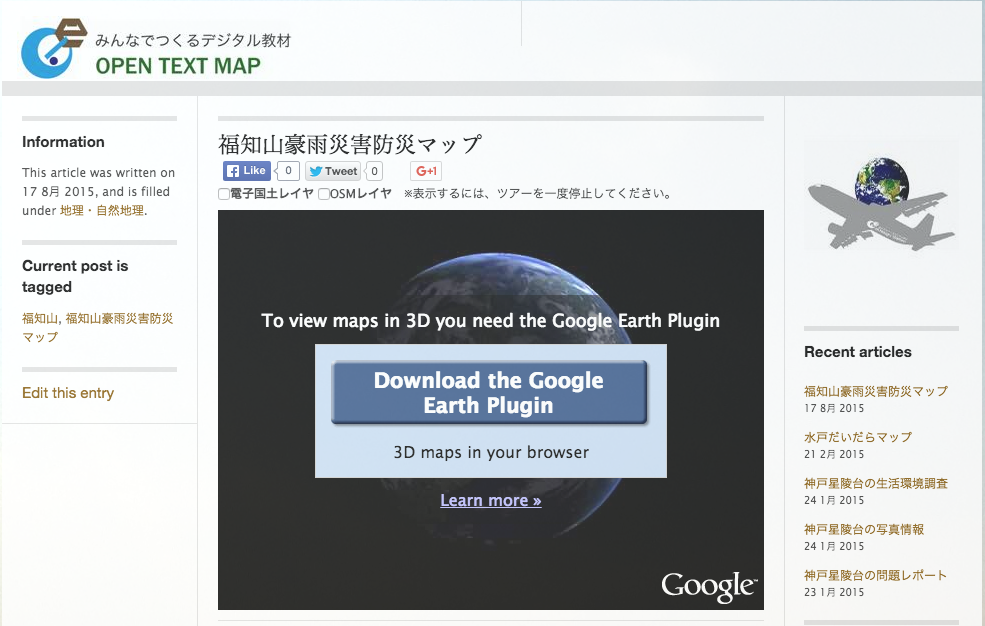 みんなでつくるデジタル教材
OPEN TEXT MAP
Information
This article was written on
17 8月 2015, and is filled
under 地理・自然地理.
Current post is
tagged
福知山, 福知山豪雨災害防災
マップ
Edit this entry
福知山豪雨災害防災マップ
Like 0 Tweet 0 G+1
電子国土レイヤ OSMレイヤ ※表示するには、ツアーを一度停止してください。
To view maps in 3D you need the Google Earth Plugin
Download the Google
Earth Plugin
3D maps in your browser
Learn more »
Google™
Recent articles
福知山豪雨災害防災マップ
17 8月 2015
水戸だいだらマップ
21 2月 2015
神戸星陵台の生活環境調査
24 1月 2015
神戸星陵台の写真情報
24 1月 2015
神戸星陵台の問題レポート
23 1月 2015